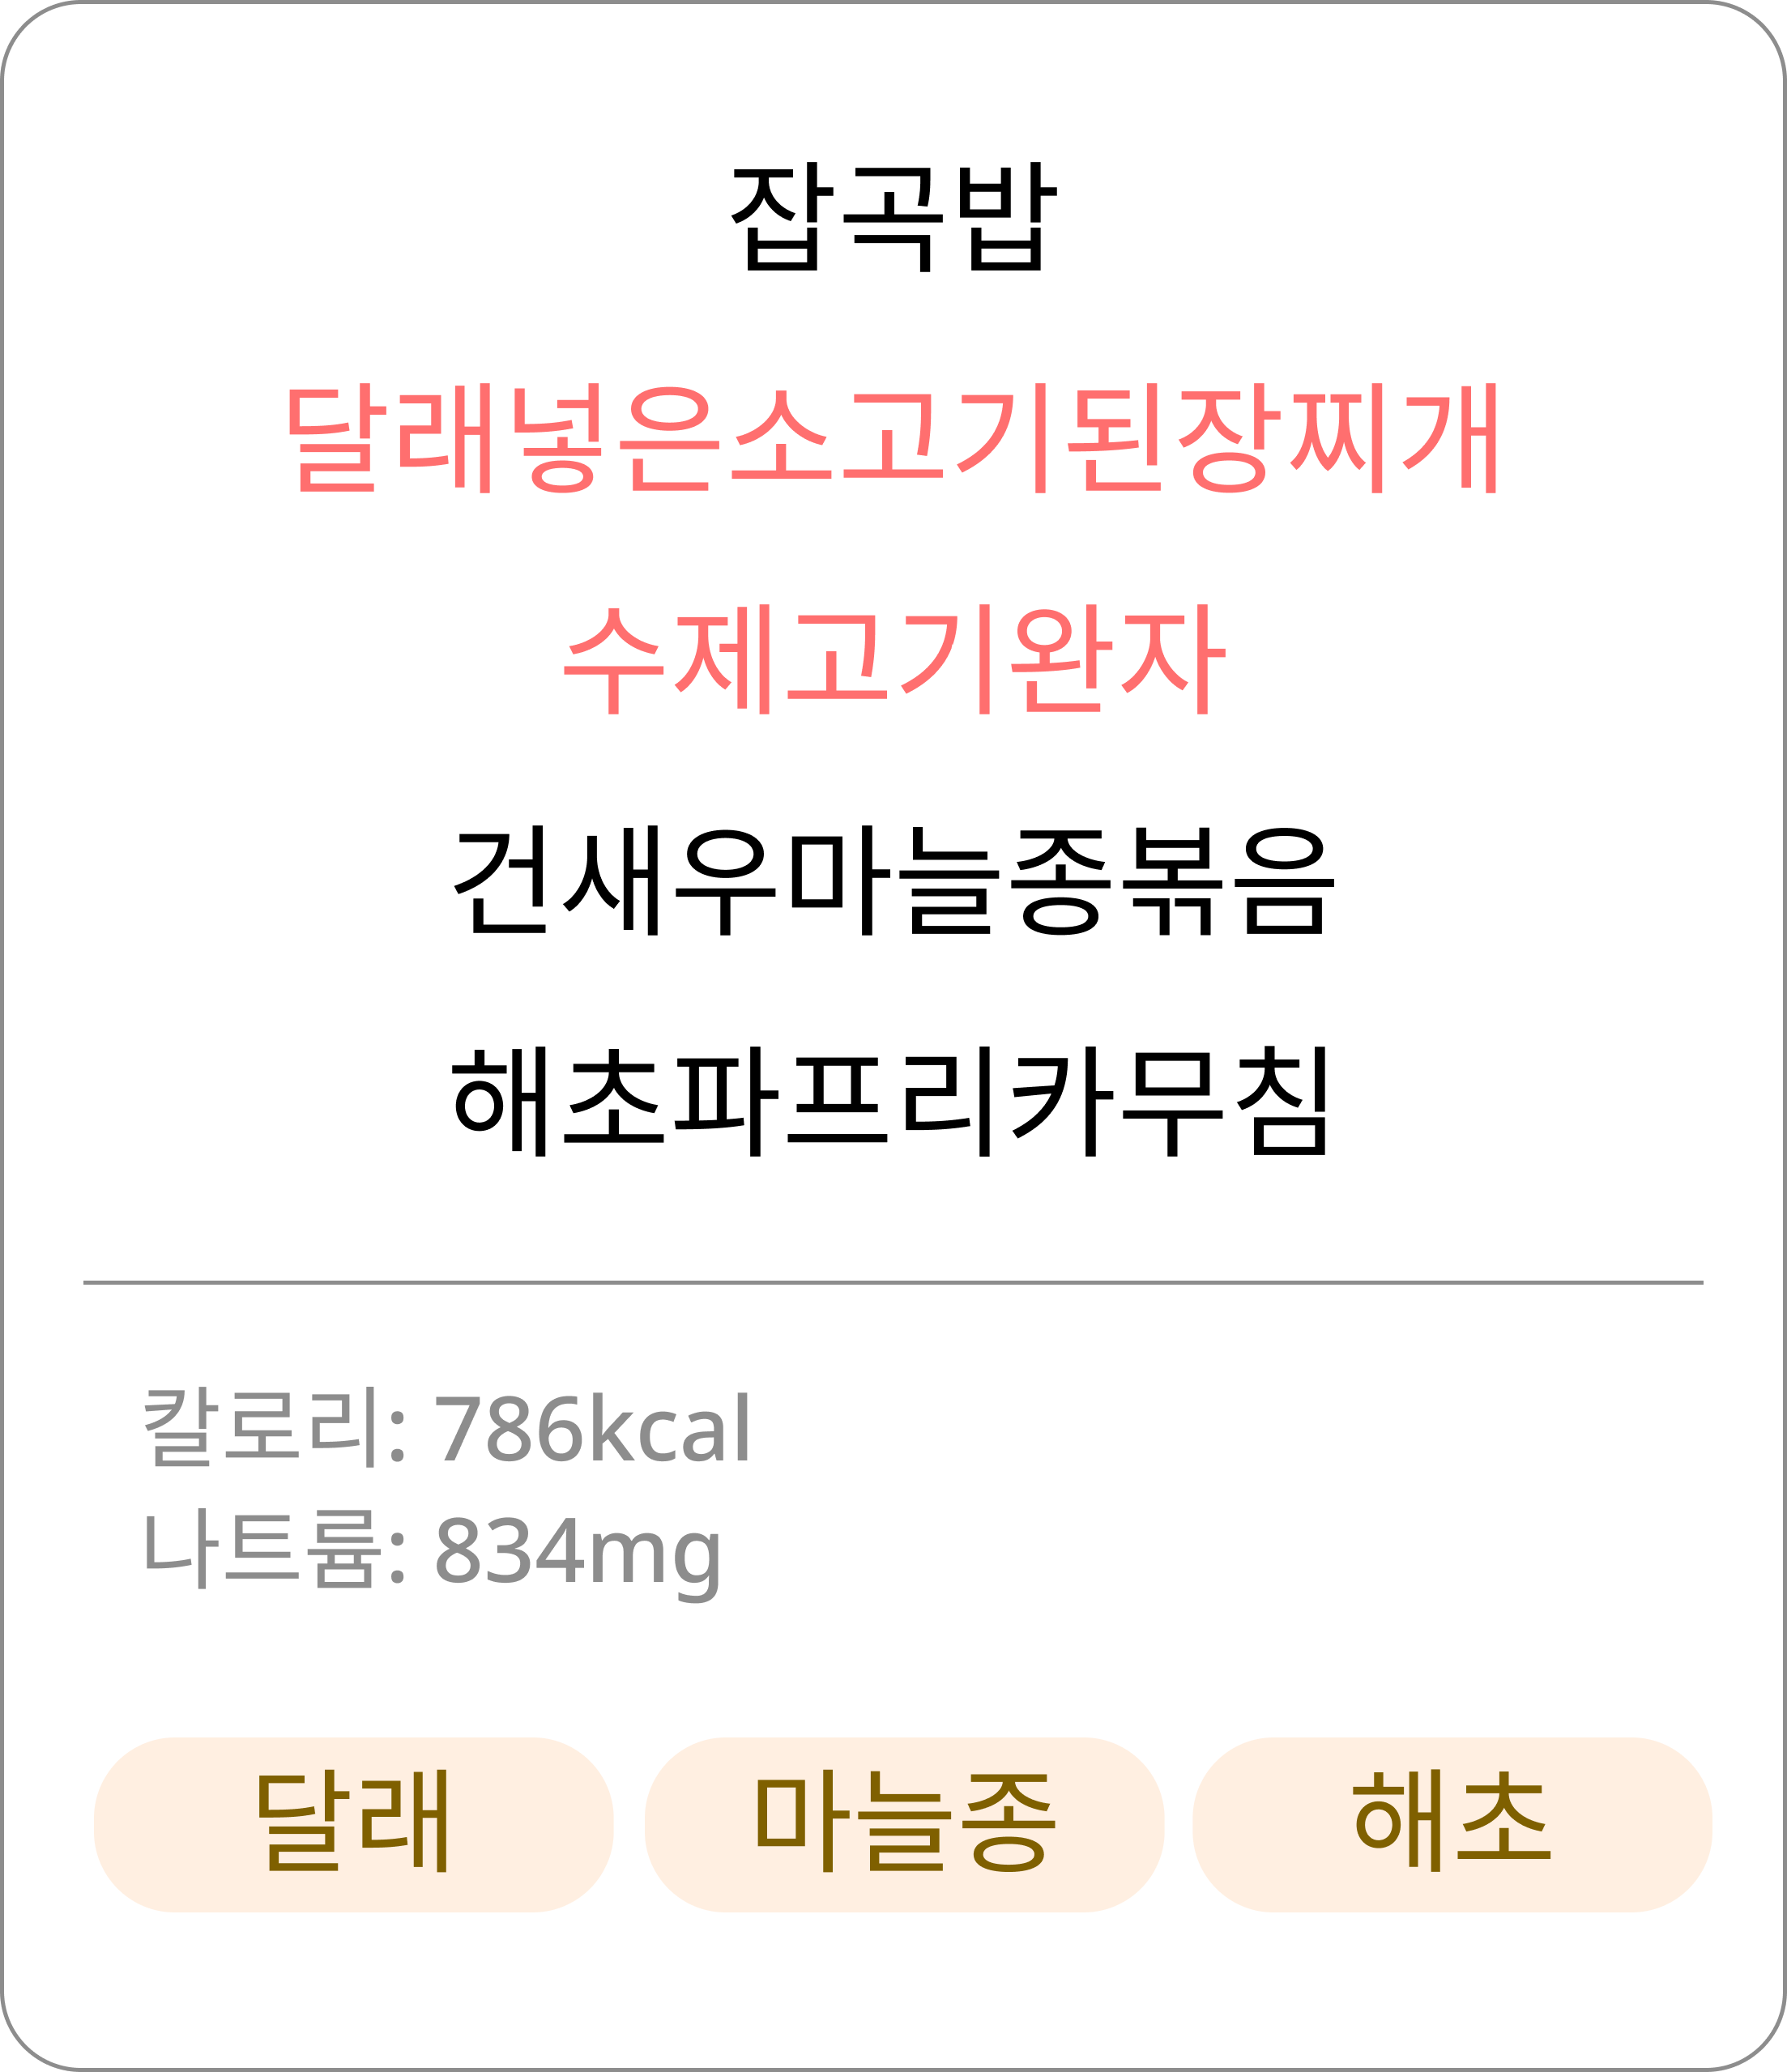 잡곡밥
달래넣은소고기된장찌개
수제고기완자
건새우마늘종볶음
해초파프리카무침
칼로리: 786kcal
나트륨: 834mg
달래 마늘종 해초